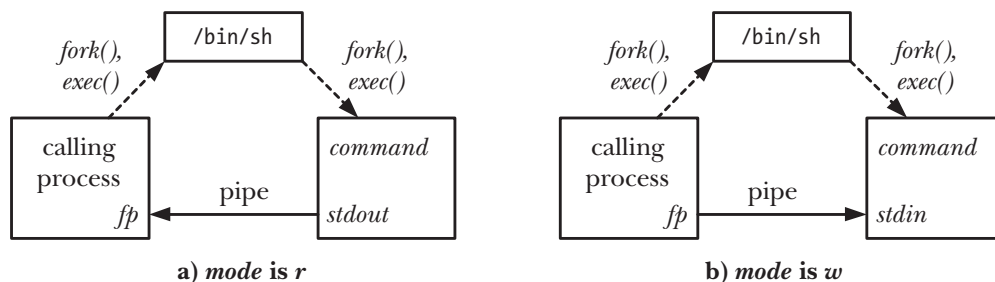 /bin/sh
fork(),
exec()
fork(),
exec()
calling
process
fp
pipe
command
stdout
a) mode is r
/bin/sh
fork(),
exec()
fork(),
exec()
calling
process
fp
pipe
command
stdin
b) mode is w